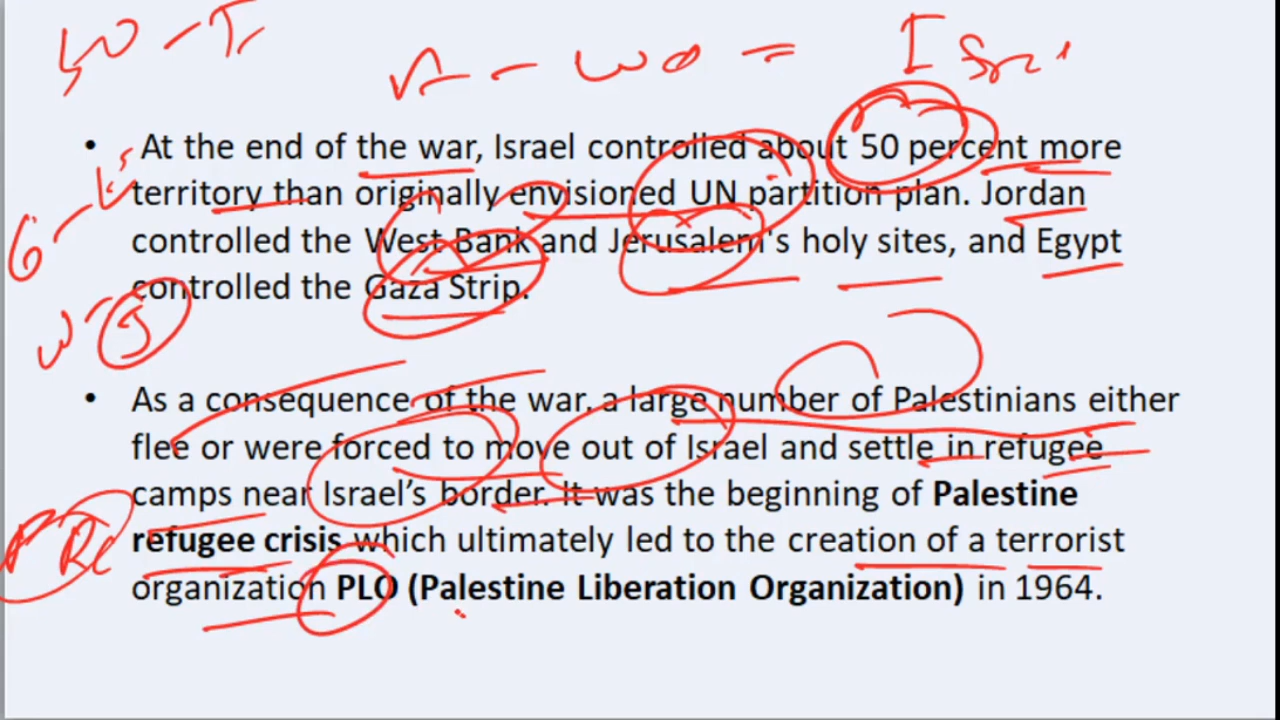 At the end of the war, Israel controlled about 50 percent more
territory than originally envisioned UN partition plan. Jordan
controlled the West Bank and Jerusalem's holy sites, and Egypt
controlled the Gaza Strip.
As a consequence of the war, a large number of Palestinians either
flee or were forced to move out of Israel and settle in refugee
camps near Israel's border. It was the beginning of Palestine
refugee crisis which ultimately led to the creation of a terrorist
organization PLO (Palestine Liberation Organization) in 1964.